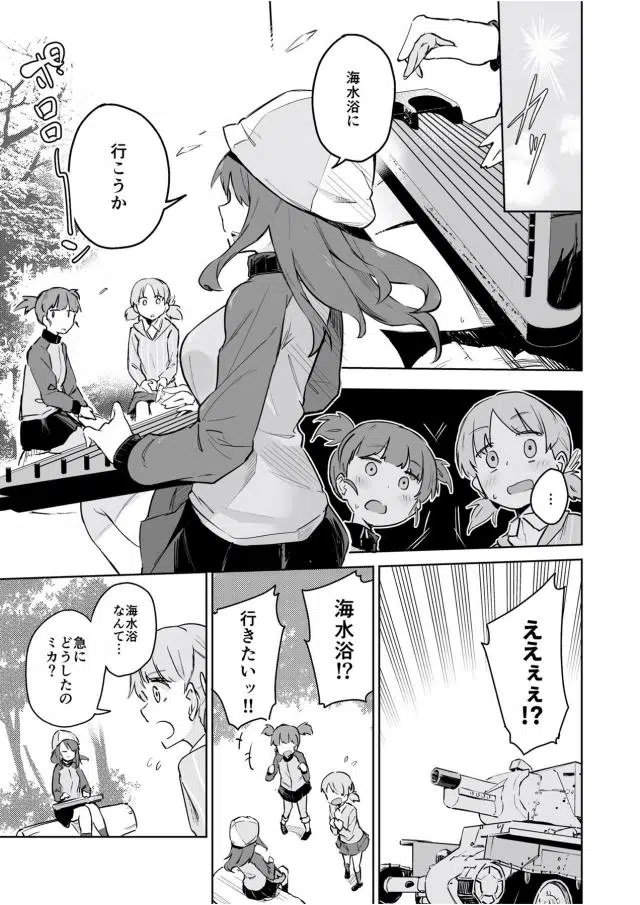 カッ
海水浴に
行こうか
ポロローン
…
ええぇぇ!?
海水浴!?
行きたいッ!!
海水浴
なんて…
急に
どうしたの
ミカ?